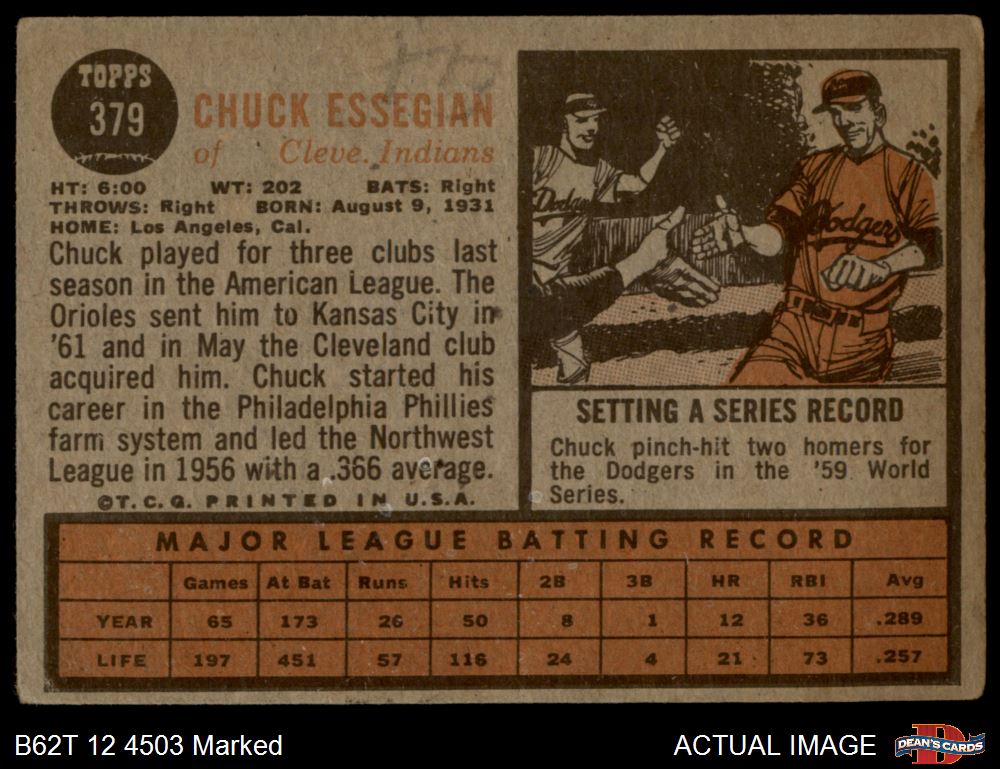 TOPPS
379
CHUCK ESSEGIAN
of Cleve. Indians
HT: 6:00 WT: 202 BATS: Right
THROWS: Right BORN: August 9, 1931
HOME: Los Angeles, Cal.
Chuck played for three clubs last
season in the American League. The
Orioles sent him to Kansas City in
'61 and in May the Cleveland club
acquired him. Chuck started his
career in the Philadelphia Phillies
farm system and led the Northwest
League in 1956 with a .366 average.
©T.C.G. PRINTED IN U.S.A.
Dodgers
SETTING A SERIES RECORD
Chuck pinch-hit two homers for
the Dodgers in the '59 World
Series.
MAJOR LEAGUE BATTING RECORD
Games At Bat Runs Hits 2B 3B HR RBI Avg
YEAR 65 173 26 50 8 1 12 36 .289
LIFE 197 451 57 116 24 4 21 73 .257
B62T 12 4503 Marked
ACTUAL IMAGE
DEAN'S CARDS